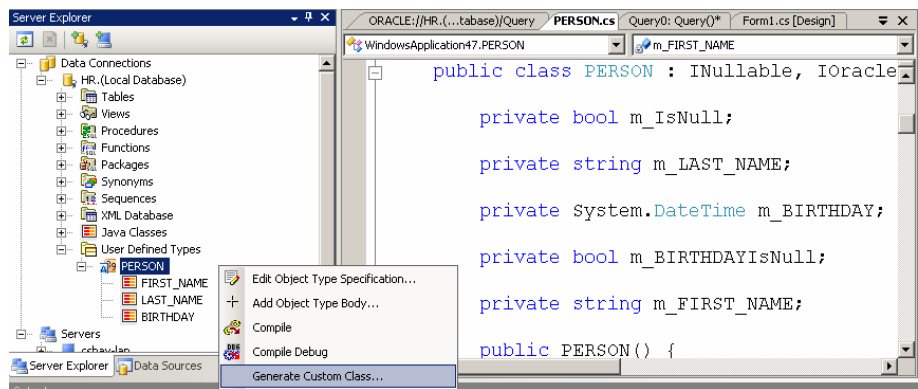 Server Explorer
Data Connections
HR.(Local Database)
Tables
Views
Procedures
Functions
Packages
Synonyms
Sequences
XML Database
Java Classes
User Defined Types
PERSON
FIRST_NAME
LAST_NAME
BIRTHDAY
Servers
Server Explorer Data Sources
Edit Object Type Specification...
Add Object Type Body...
Compile
Compile Debug
Generate Custom Class...
ORACLE://HR.(...tabase)/Query PERSON.cs Query0: Query()* Form1.cs [Design]
WindowsApplication47.PERSON m_FIRST_NAME
public class PERSON : INullable, IOracle
private bool m_IsNull;
private string m_LAST_NAME;
private System.DateTime m_BIRTHDAY;
private bool m_BIRTHDAYIsNull;
private string m_FIRST_NAME;
public PERSON() {